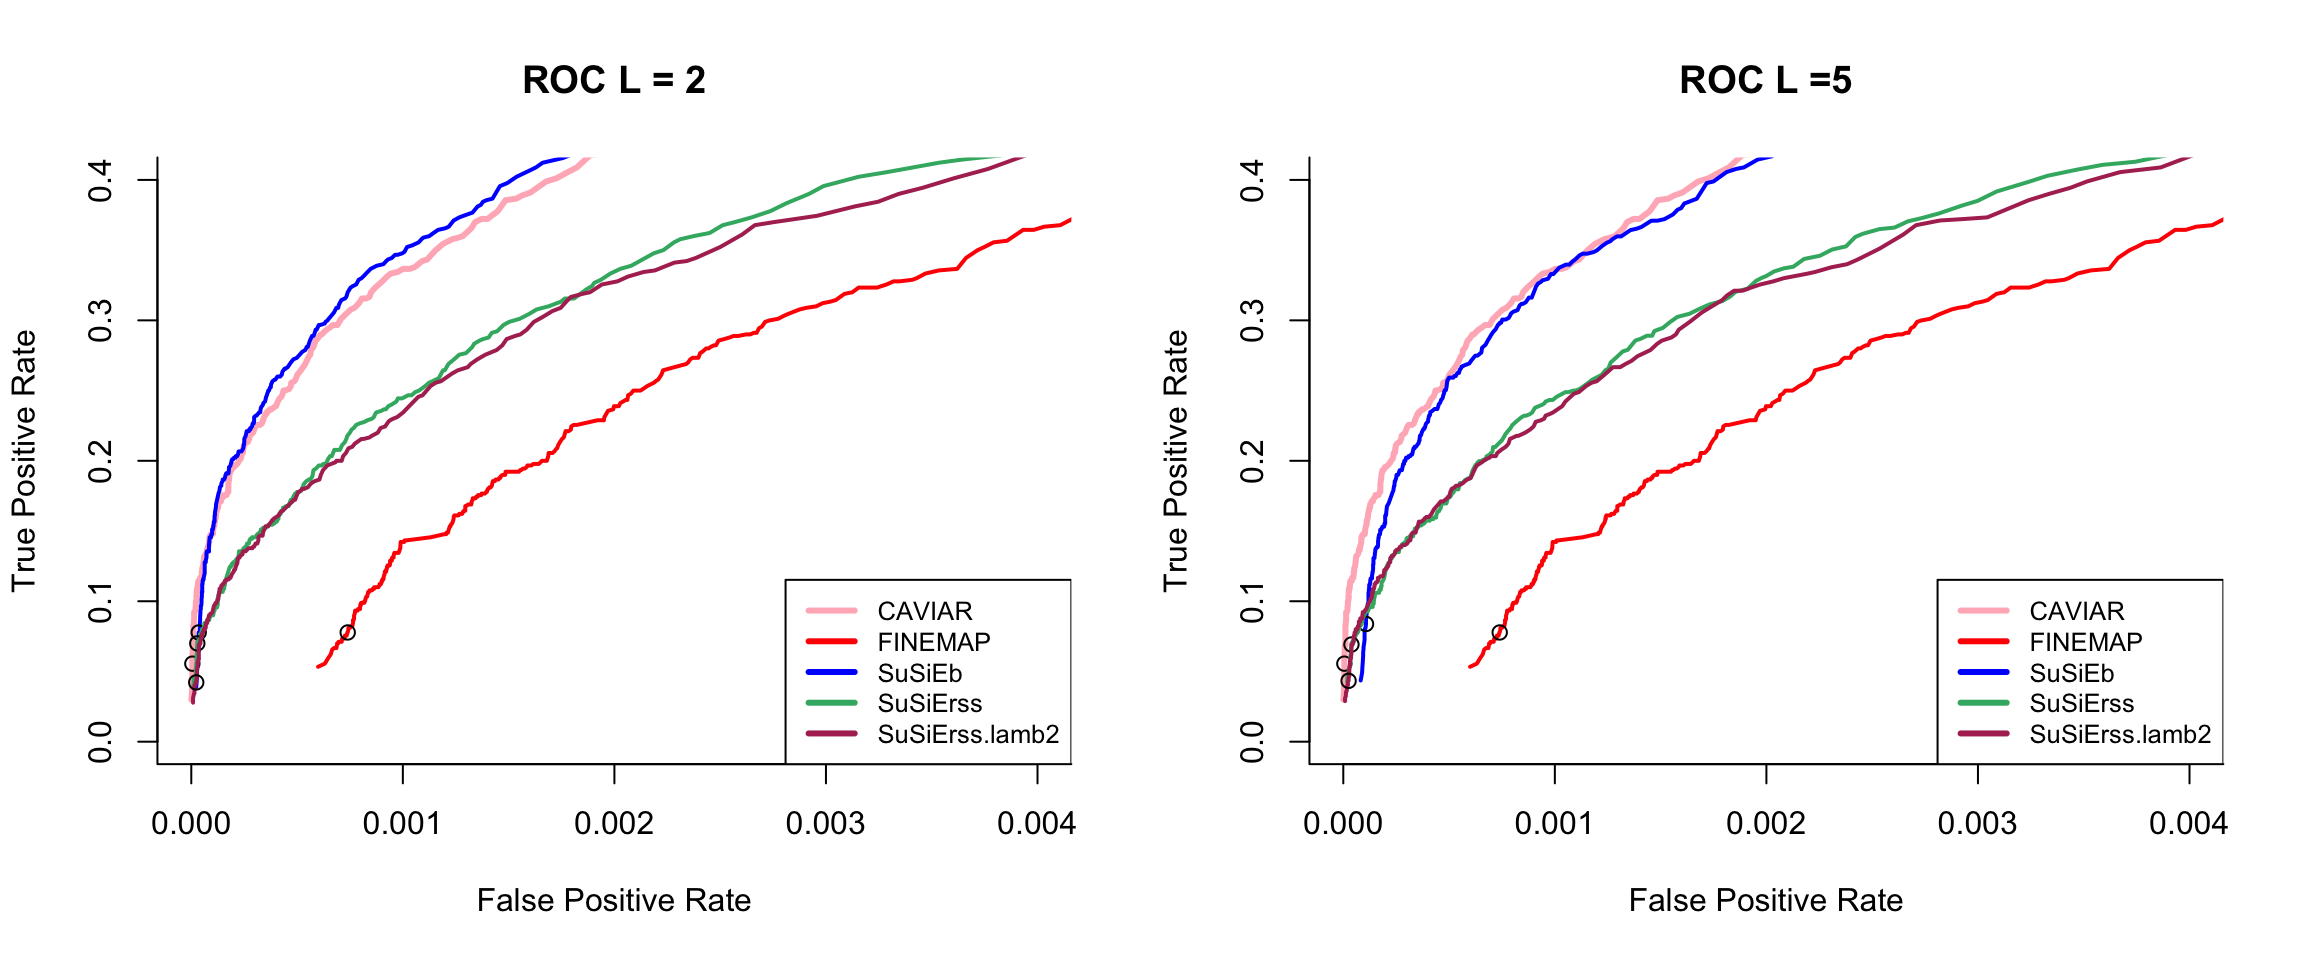 ROC L = 2
True Positive Rate
0.4
0.3
0.2
0.1
0.0
CAVIAR
FINEMAP
SuSiEb
SuSiErss
SuSiErss.lamb2
0.000 0.001 0.002 0.003 0.004
False Positive Rate
ROC L =5
True Positive Rate
0.4
0.3
0.2
0.1
0.0
CAVIAR
FINEMAP
SuSiEb
SuSiErss
SuSiErss.lamb2
0.000 0.001 0.002 0.003 0.004
False Positive Rate